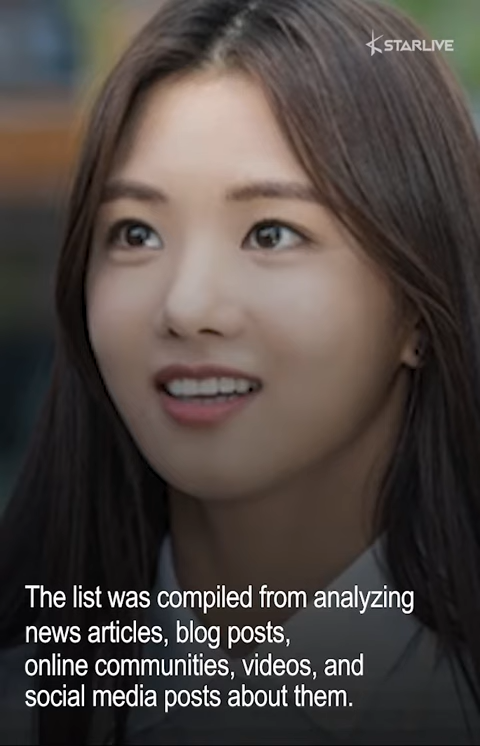 STARLIVE
The list was compiled from analyzing
news articles, blog posts,
online communities, videos, and
social media posts about them.